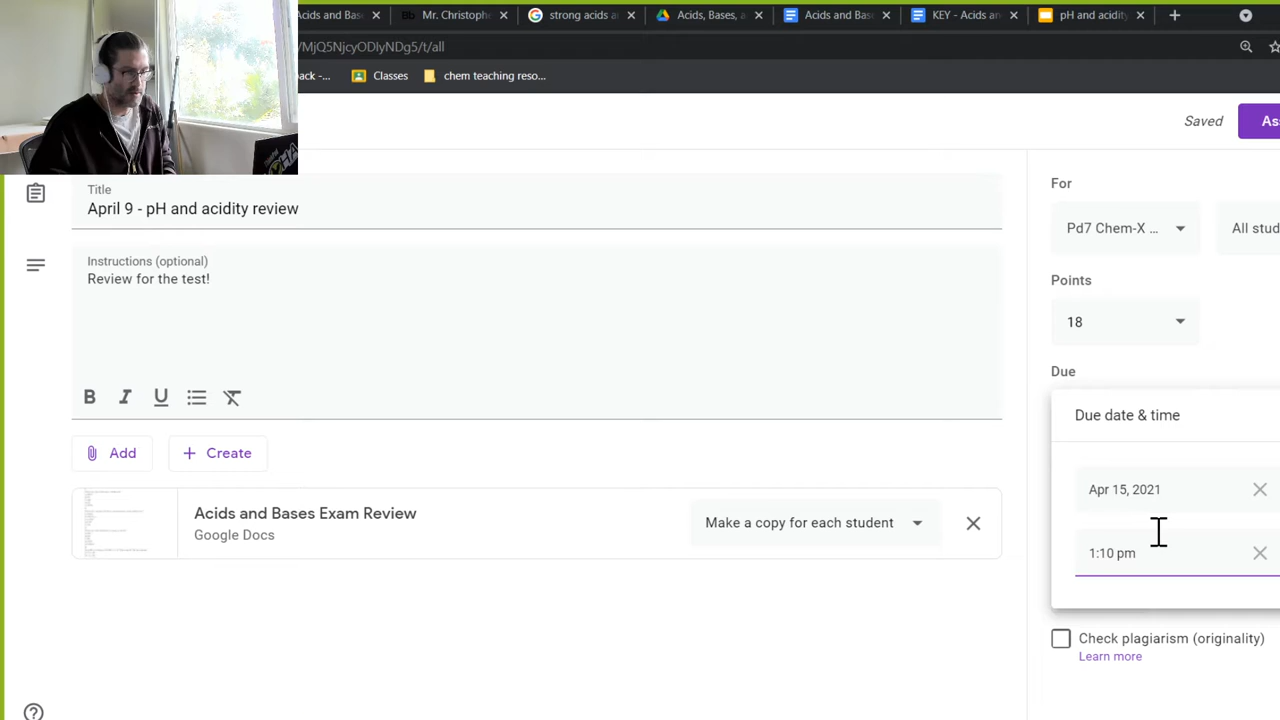 Acids and Bas
Mr. Christophe
strong acids a
Acids, Bases, a
Acids and Bas
KEY - Acids an
pH and acidity
/MjQ5NjcyODIyNDg5/t/all
ack -...
Classes
chem teaching reso...
Saved
Ass
Title
April 9 - pH and acidity review
Instructions (optional)
Review for the test!
B I U
Add
Create
Acids and Bases Exam Review
Google Docs
Make a copy for each student
For
Pd7 Chem-X ...
All stud
Points
18
Due
Due date & time
Apr 15, 2021
1:10 pm
Check plagiarism (originality)
Learn more